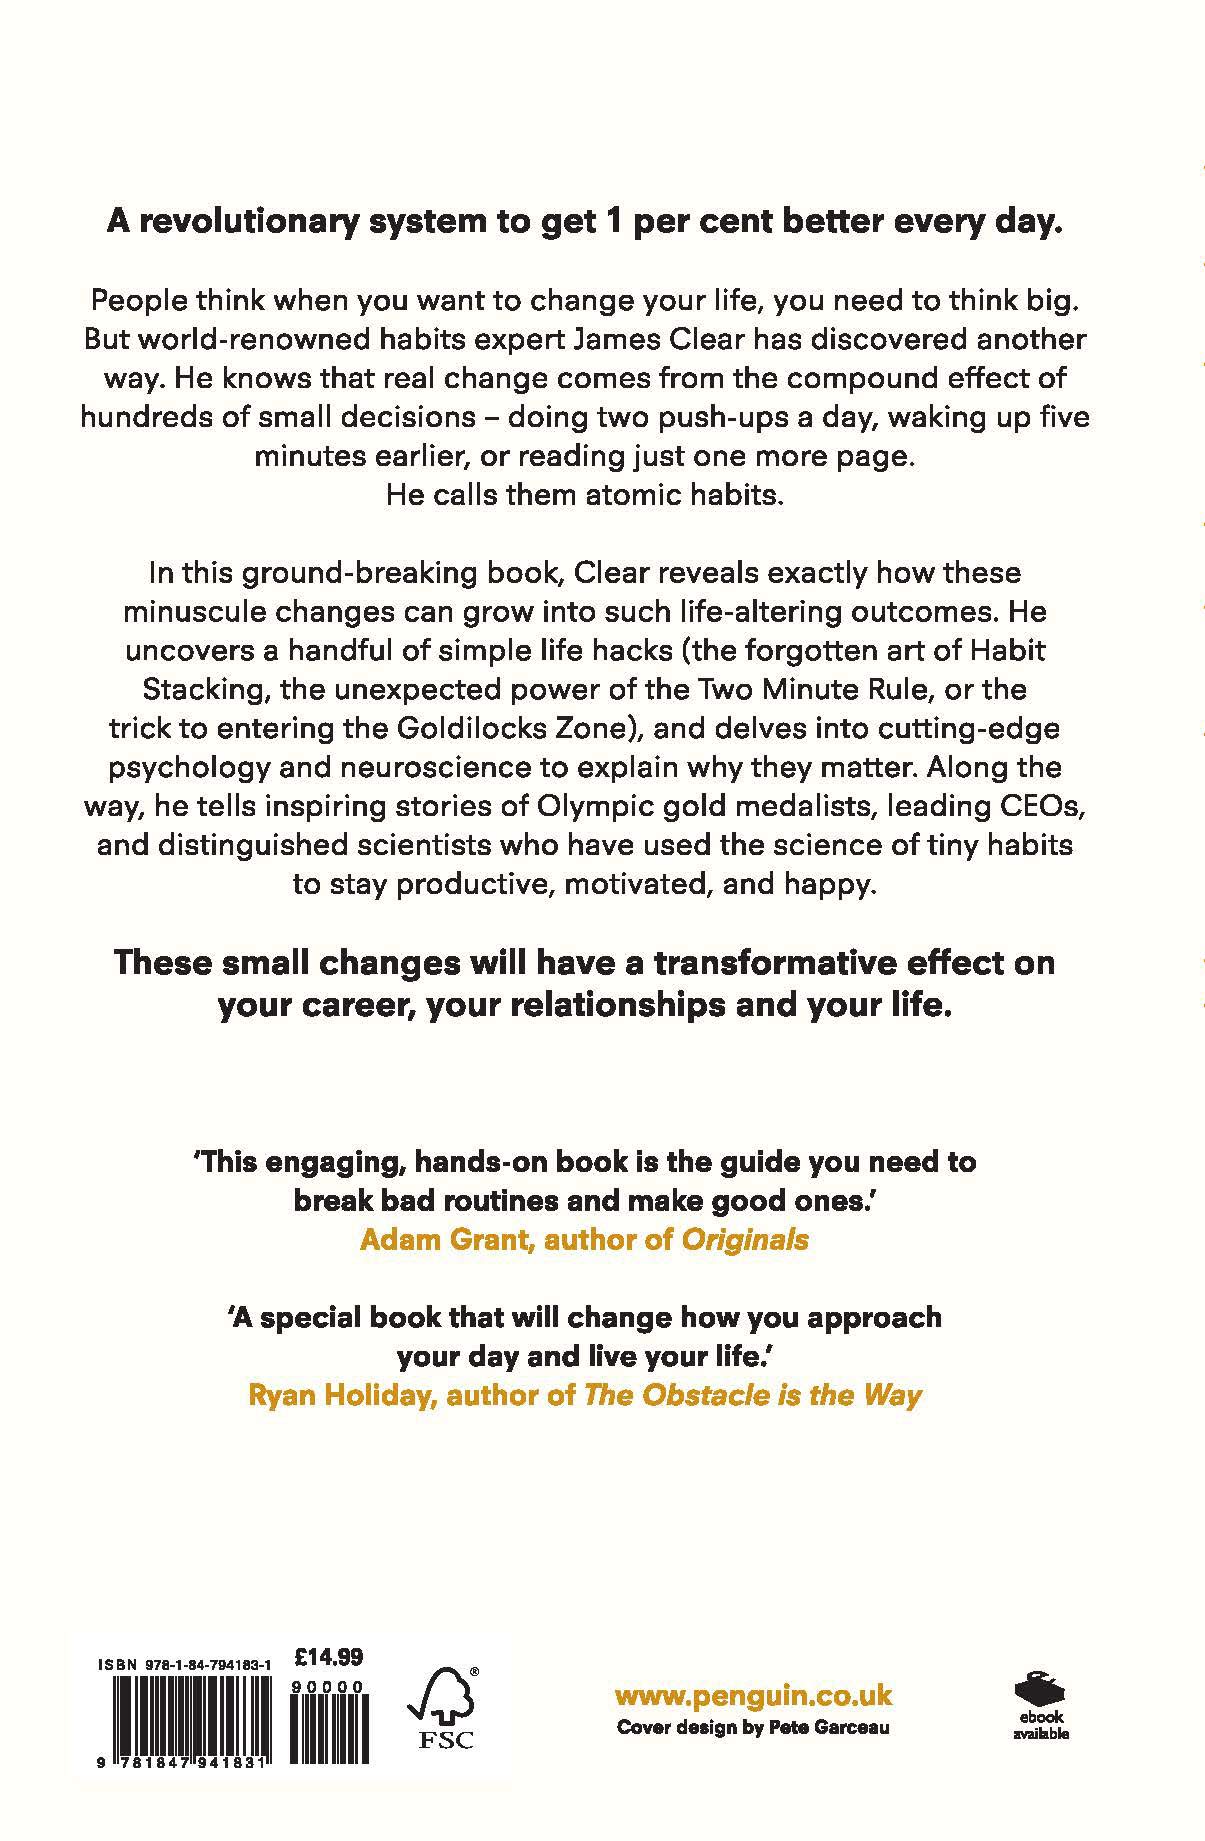 A revolutionary system to get 1 per cent better every day.
People think when you want to change your life, you need to think big.
But world-renowned habits expert James Clear has discovered another
way. He knows that real change comes from the compound effect of
hundreds of small decisions – doing two push-ups a day, waking up five
minutes earlier, or reading just one more page.
He calls them atomic habits.
In this ground-breaking book, Clear reveals exactly how these
minuscule changes can grow into such life-altering outcomes. He
uncovers a handful of simple life hacks (the forgotten art of Habit
Stacking, the unexpected power of the Two Minute Rule, or the
trick to entering the Goldilocks Zone), and delves into cutting-edge
psychology and neuroscience to explain why they matter. Along the
way, he tells inspiring stories of Olympic gold medalists, leading CEOs,
and distinguished scientists who have used the science of tiny habits
to stay productive, motivated, and happy.
These small changes will have a transformative effect on
your career, your relationships and your life.
‘This engaging, hands-on book is the guide you need to
break bad routines and make good ones.’
Adam Grant, author of Originals
‘A special book that will change how you approach
your day and live your life.’
Ryan Holiday, author of The Obstacle is the Way
£14.99
ISBN 978-1-84-794183-1
90000
9 781847 941831
®
FSC
www.penguin.co.uk
Cover design by Pete Garceau
ebook
available